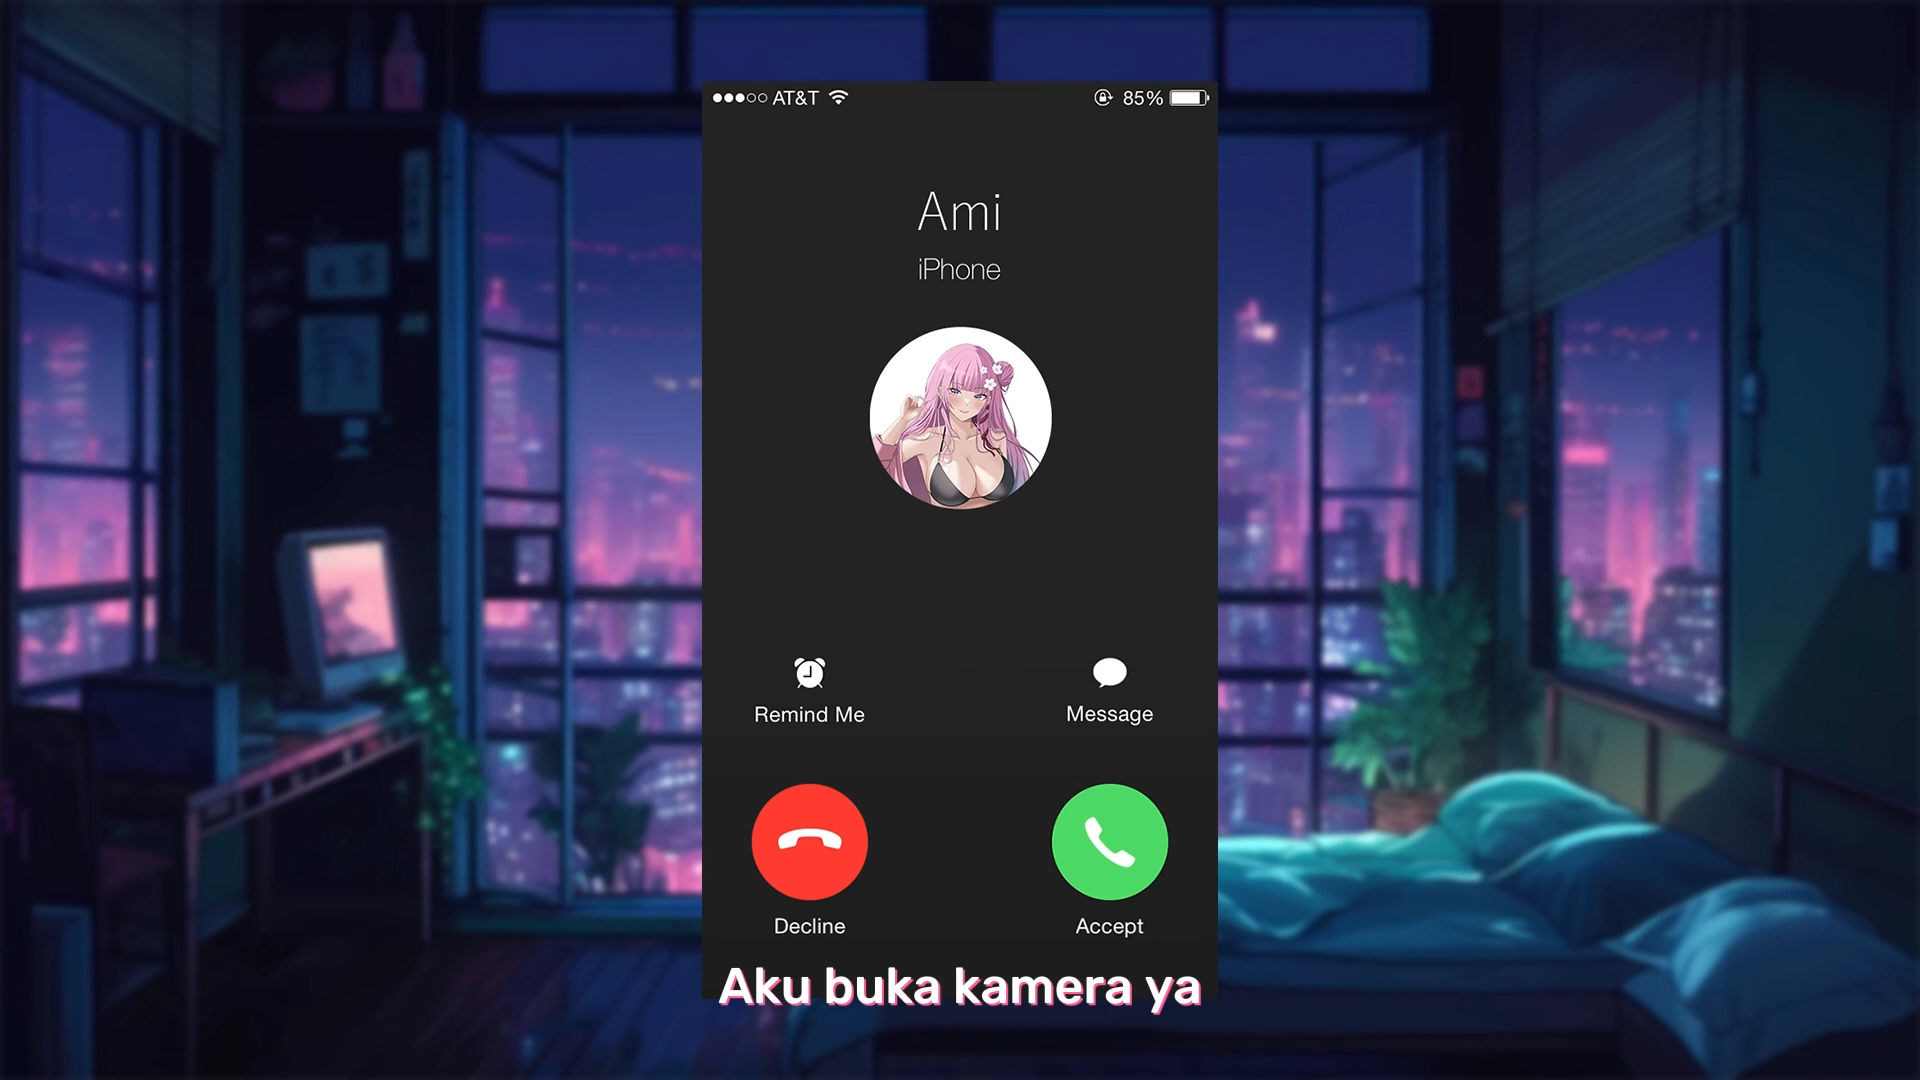 AT&T 85%
Ami
iPhone
Remind Me Message
Decline Accept
Aku buka kamera ya